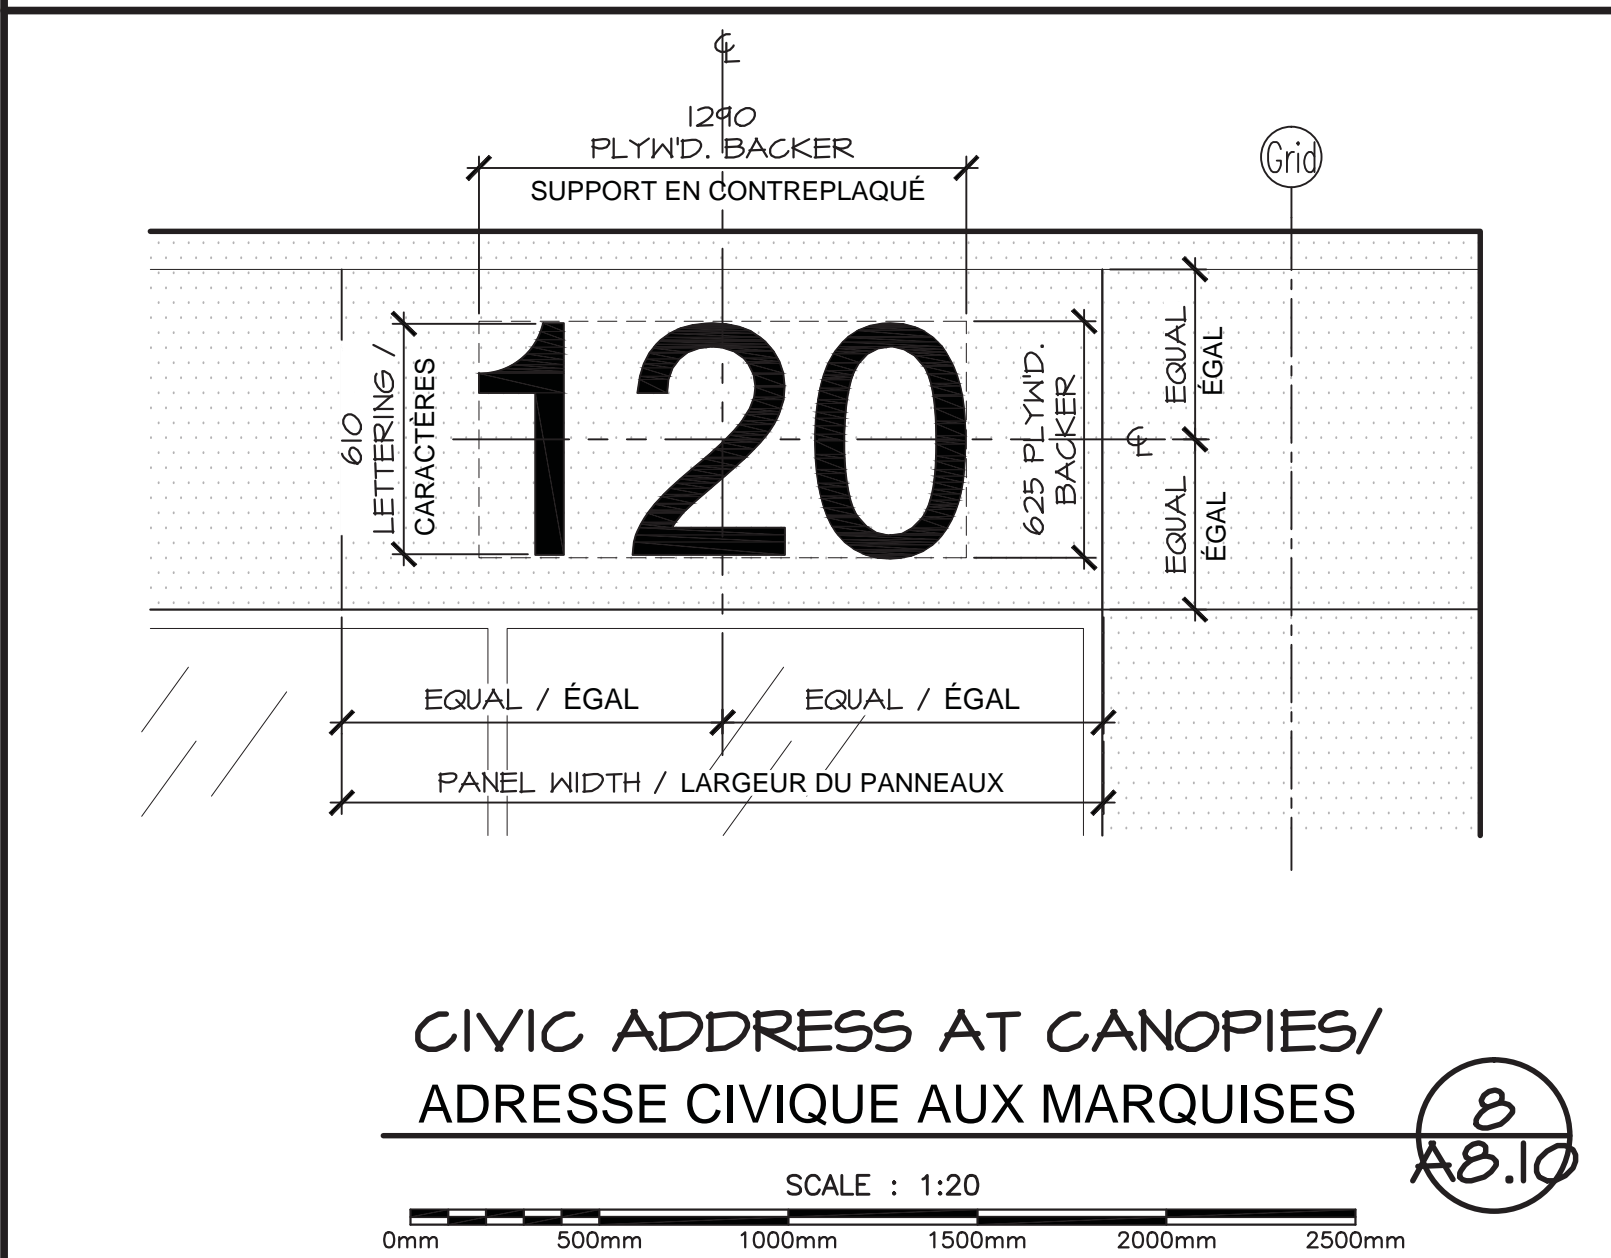 ℄
1290
PLYW'D. BACKER
SUPPORT EN CONTREPLAQUÉ
Grid
610
LETTERING /
CARACTÈRES
120
625 PLYW'D.
BACKER
℄
EQUAL
ÉGAL
EQUAL
ÉGAL
EQUAL / ÉGAL
EQUAL / ÉGAL
PANEL WIDTH / LARGEUR DU PANNEAUX
CIVIC ADDRESS AT CANOPIES/
ADRESSE CIVIQUE AUX MARQUISES
8
A8.10
SCALE : 1:20
0mm 500mm 1000mm 1500mm 2000mm 2500mm